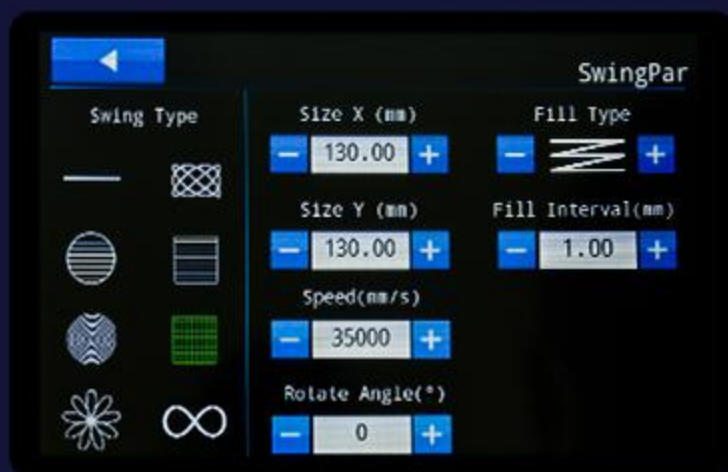 SwingPar
Swing Type
Size X (mm)
130.00
Fill Type
Size Y (mm)
130.00
Fill Interval(mm)
1.00
Speed(mm/s)
35000
Rotate Angle(°)
0